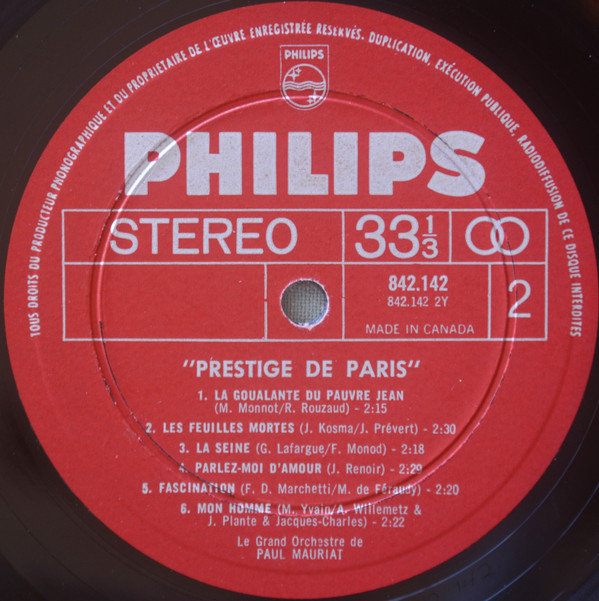 TOUS DROITS DU PRODUCTEUR PHONOGRAPHIQUE ET DU PROPRIETAIRE DE L'ŒUVRE ENREGISTRÉE RESERVÉS. DUPLICATION, EXÉCUTION PUBLIQUE, RADIODIFFUSION DE CE DISQUE INTERDITES
PHILIPS
PHILIPS
STEREO 33 1/3
842.142
842.142 2Y
2
MADE IN CANADA
"PRESTIGE DE PARIS"
1. LA GOUALANTE DU PAUVRE JEAN
(M. Monnot/R. Rouzaud) - 2:15
2. LES FEUILLES MORTES (J. Kosma/J. Prévert) - 2:30
3. LA SEINE (G. Lafargue/F. Monod) - 2:18
4. PARLEZ-MOI D'AMOUR (J. Renoir) - 2:29
5. FASCINATION (F. D. Marchetti/M. de Féraudy) - 2:20
6. MON HOMME (M. Yvain/A. Willemetz &
J. Plante & Jacques-Charles) - 2:22
Le Grand Orchestre de
PAUL MAURIAT